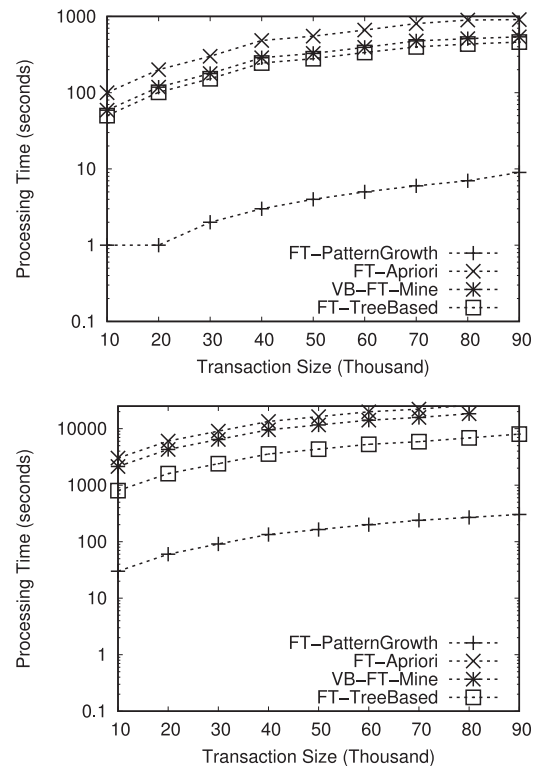 1000
100
10
1
0.1
Processing Time (seconds)
FT−PatternGrowth
FT−Apriori
VB−FT−Mine
FT−TreeBased
10 20 30 40 50 60 70 80 90
Transaction Size (Thousand)
10000
1000
100
10
1
0.1
Processing Time (seconds)
FT−PatternGrowth
FT−Apriori
VB−FT−Mine
FT−TreeBased
10 20 30 40 50 60 70 80 90
Transaction Size (Thousand)